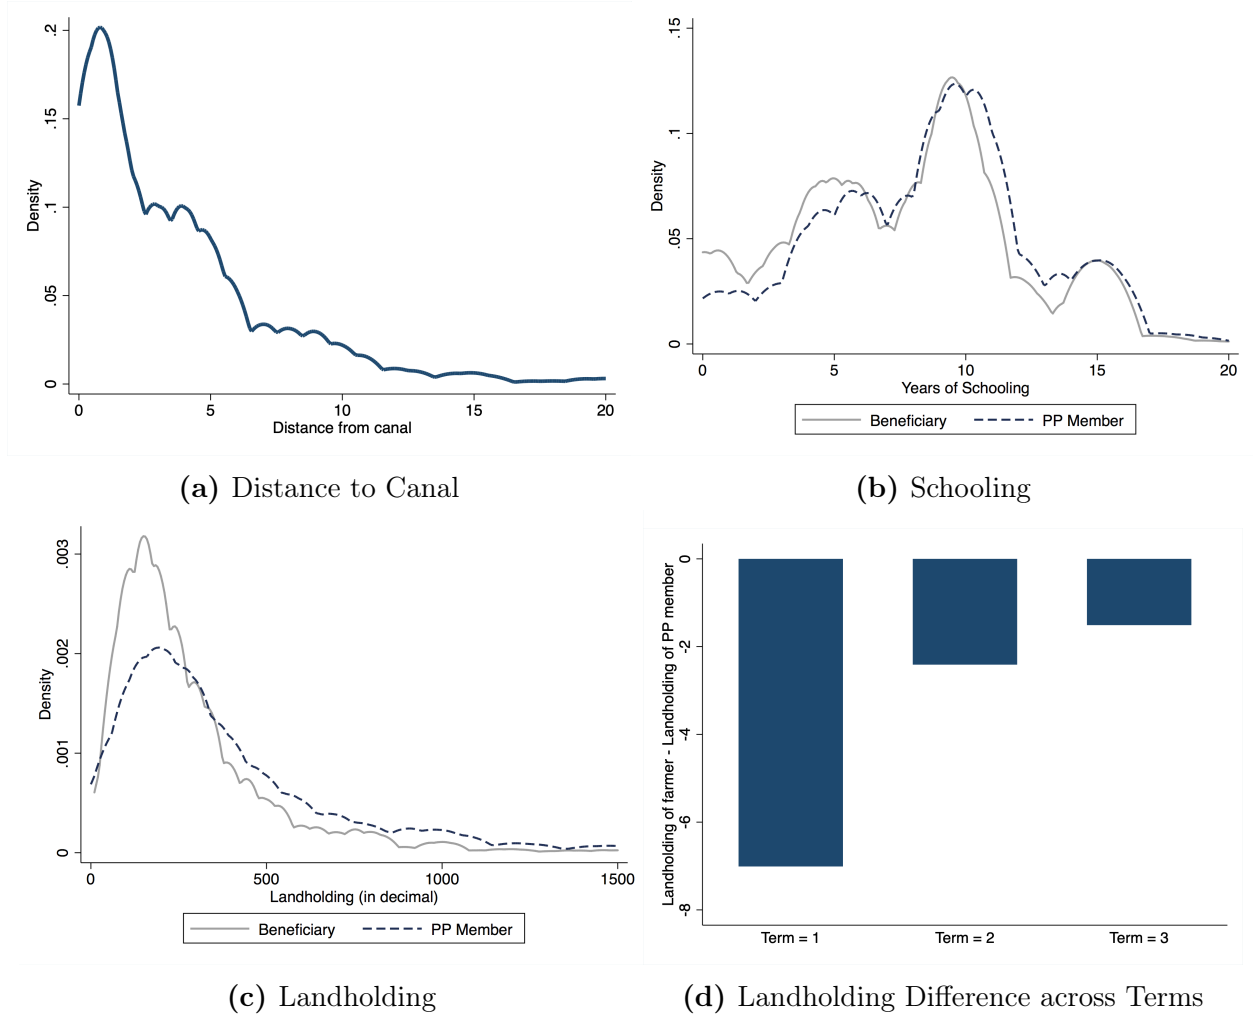 .2
.15
.1
.05
0
Density
0 5 10 15 20
Distance from canal
(a) Distance to Canal
.15
.1
.05
0
Density
0 5 10 15 20
Years of Schooling
Beneficiary PP Member
(b) Schooling
.003
.002
.001
0
Density
0 500 1000 1500
Landholding (in decimal)
Beneficiary PP Member
(c) Landholding
0
-2
-4
-6
-8
Landholding of farmer - Landholding of PP member
Term = 1 Term = 2 Term = 3
(d) Landholding Difference across Terms